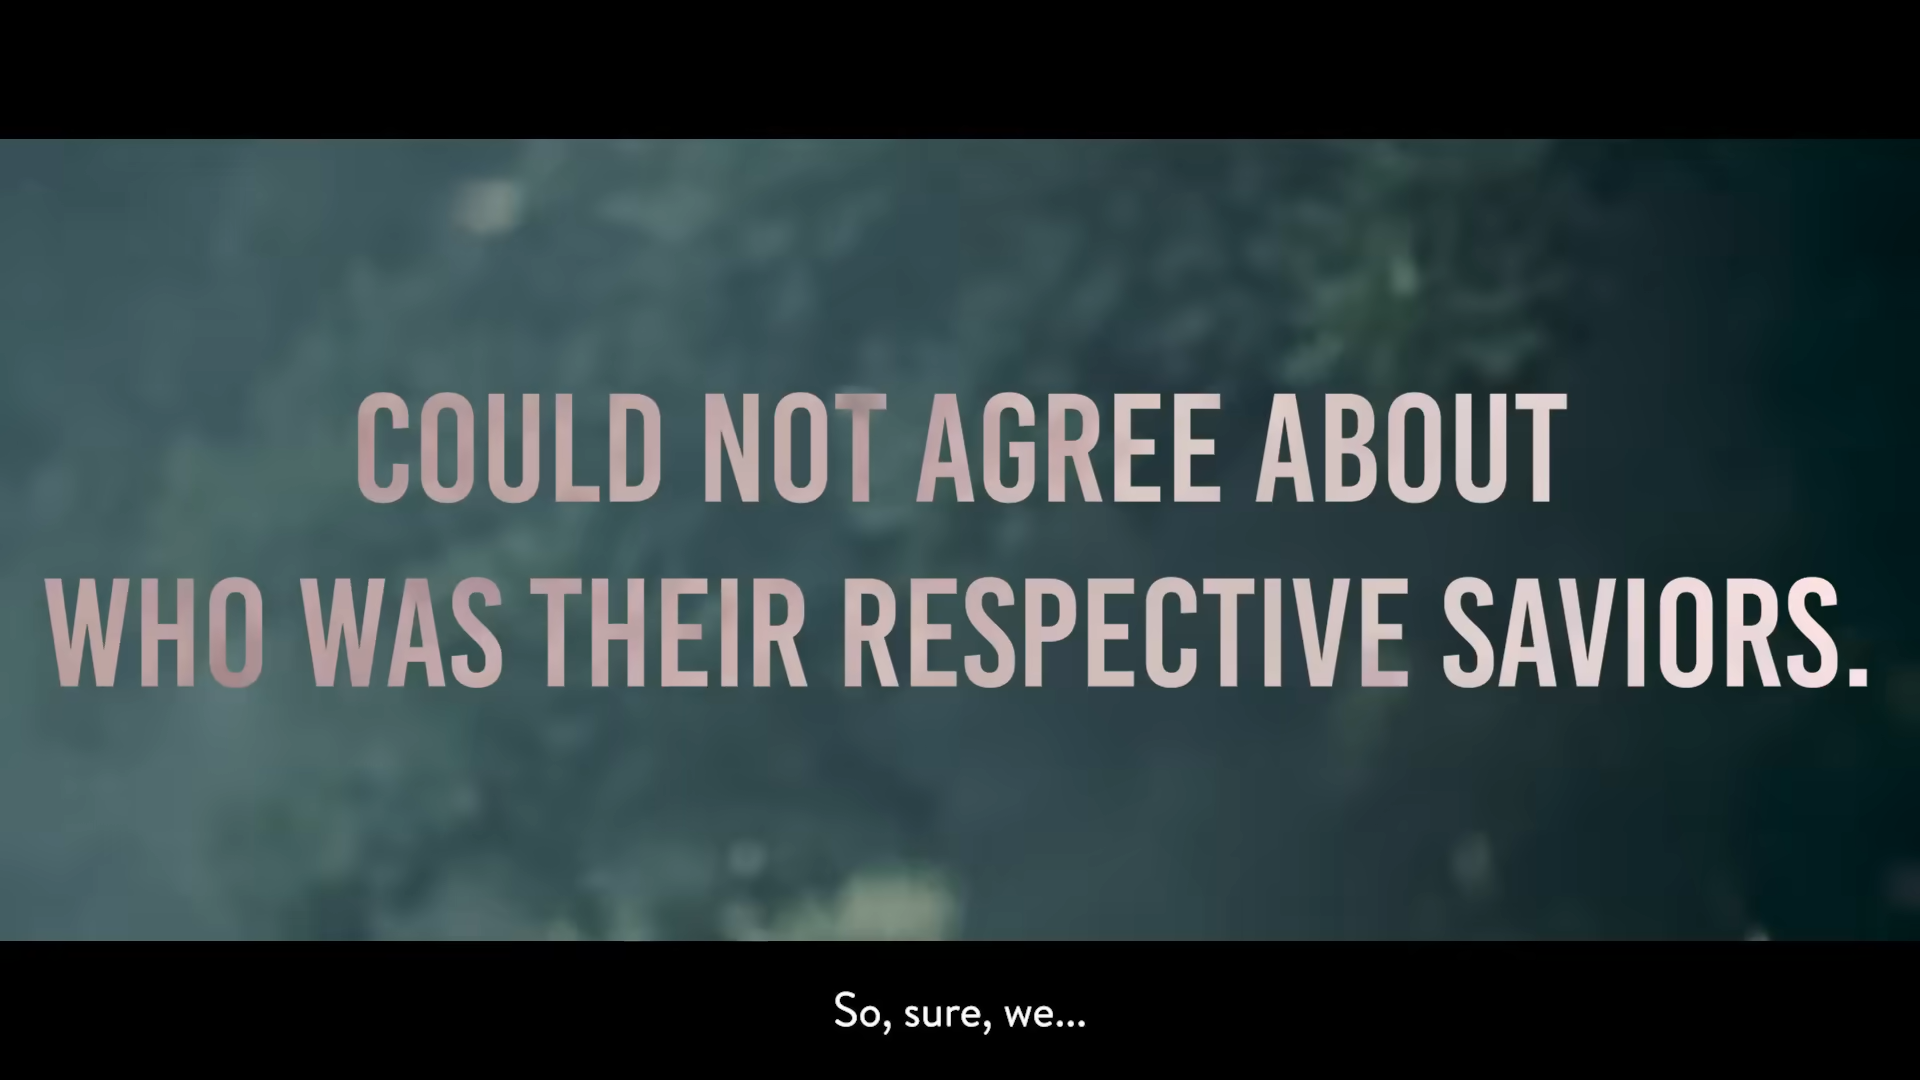 COULD NOT AGREE ABOUT
WHO WAS THEIR RESPECTIVE SAVIORS.
So, sure, we...